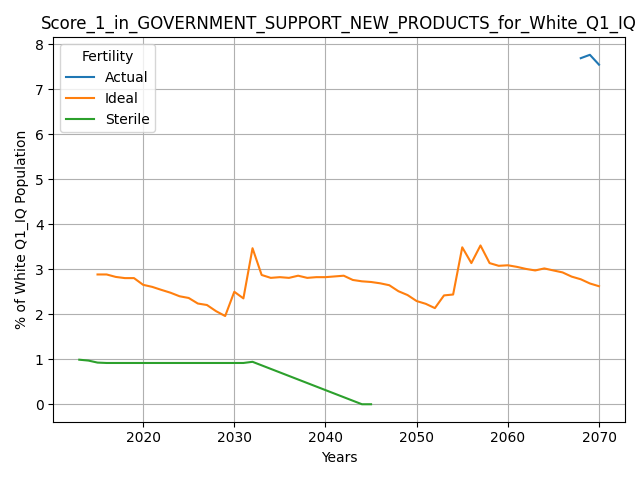 Score_1_in_GOVERNMENT_SUPPORT_NEW_PRODUCTS_for_White_Q1_IQ
Fertility
Actual
Ideal
Sterile
8
7
6
5
4
3
2
1
0
% of White Q1_IQ Population
2020 2030 2040 2050 2060 2070
Years